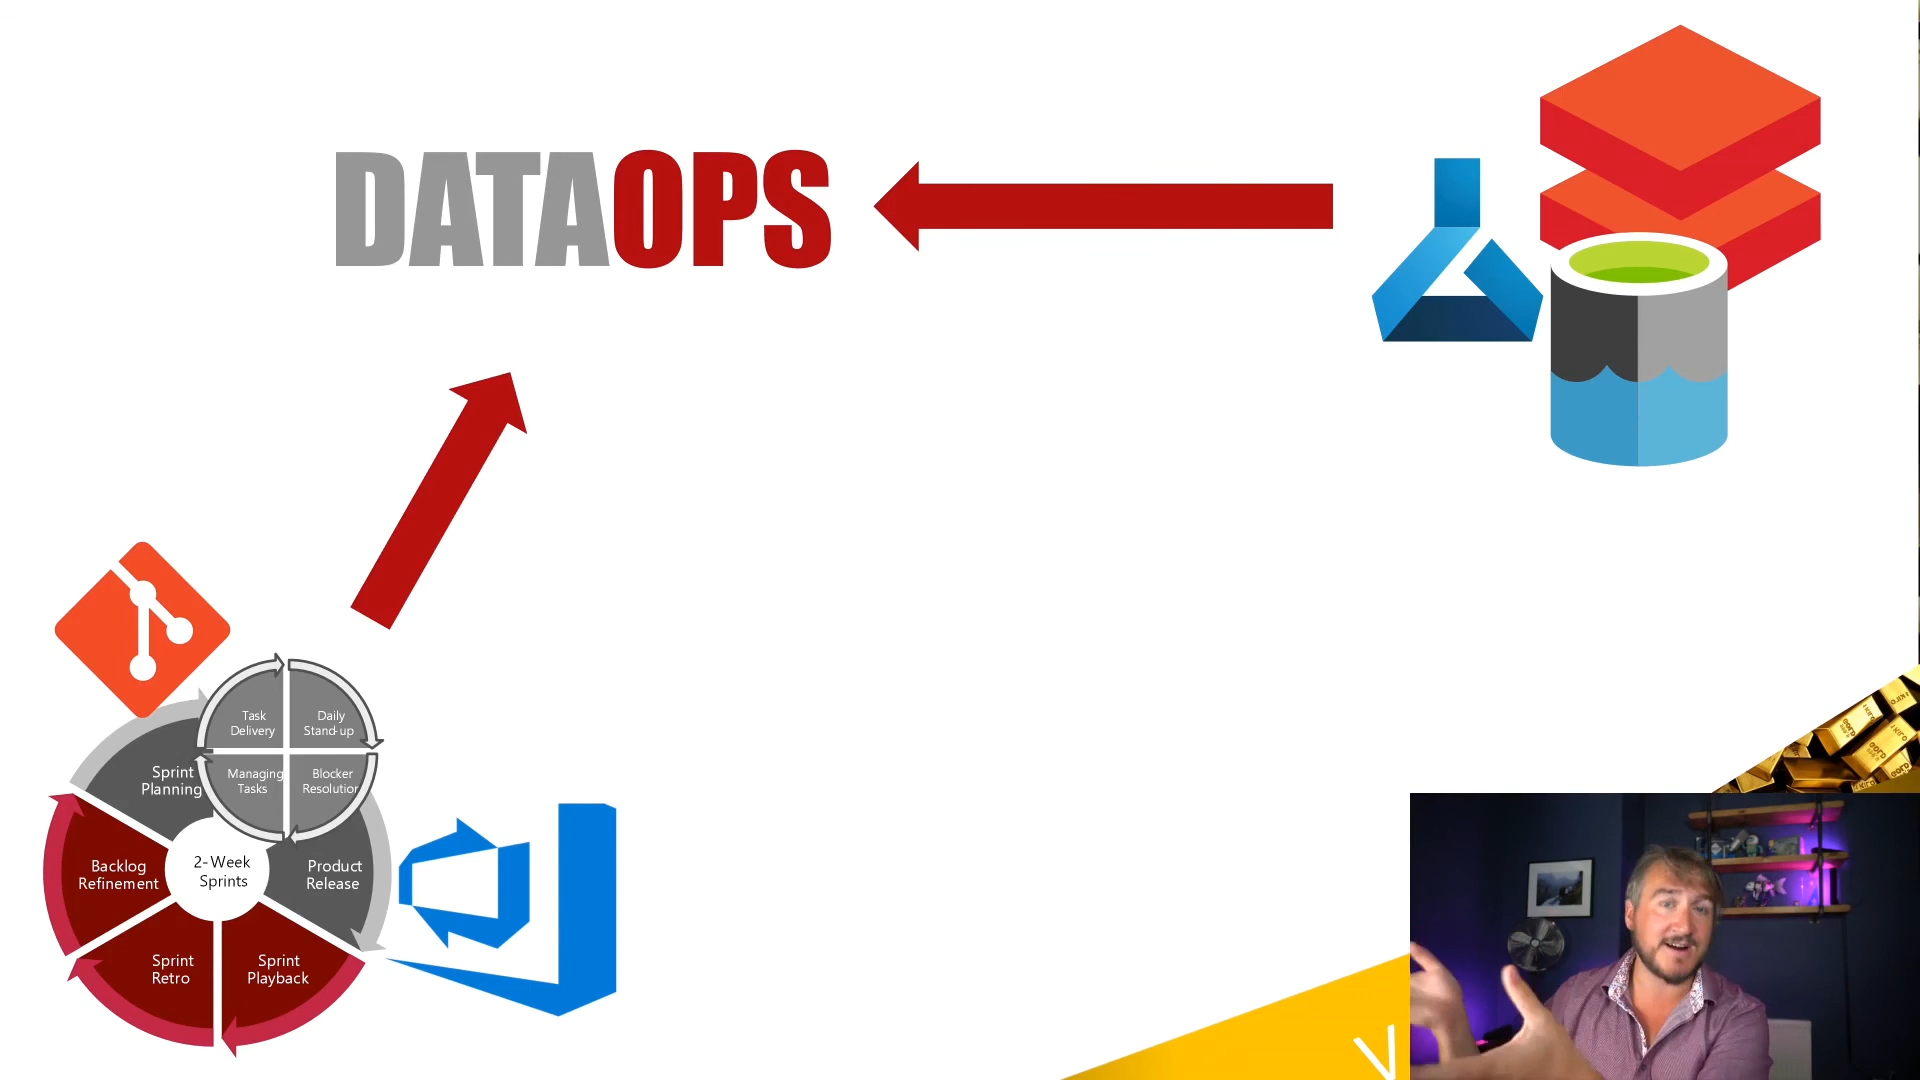 DATAOPS
Task
Delivery
Daily
Stand-up
Managing
Tasks
Blocker
Resolution
Sprint
Planning
2-Week
Sprints
Backlog
Refinement
Product
Release
Sprint
Retro
Sprint
Playback
V